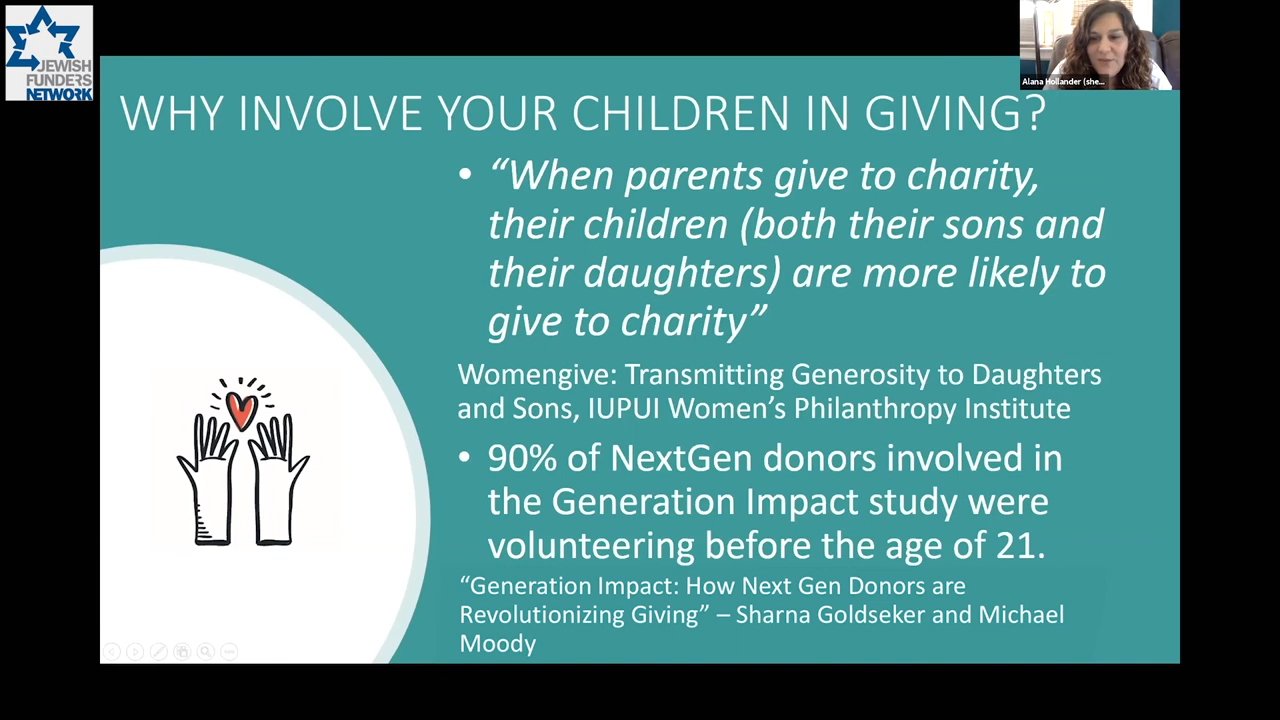 JEWISH
FUNDERS
NETWORK
Alana Hollander (she...
WHY INVOLVE YOUR CHILDREN IN GIVING?
• “When parents give to charity,
their children (both their sons and
their daughters) are more likely to
give to charity”
Womengive: Transmitting Generosity to Daughters
and Sons, IUPUI Women’s Philanthropy Institute
• 90% of NextGen donors involved in
the Generation Impact study were
volunteering before the age of 21.
“Generation Impact: How Next Gen Donors are
Revolutionizing Giving” – Sharna Goldseker and Michael
Moody